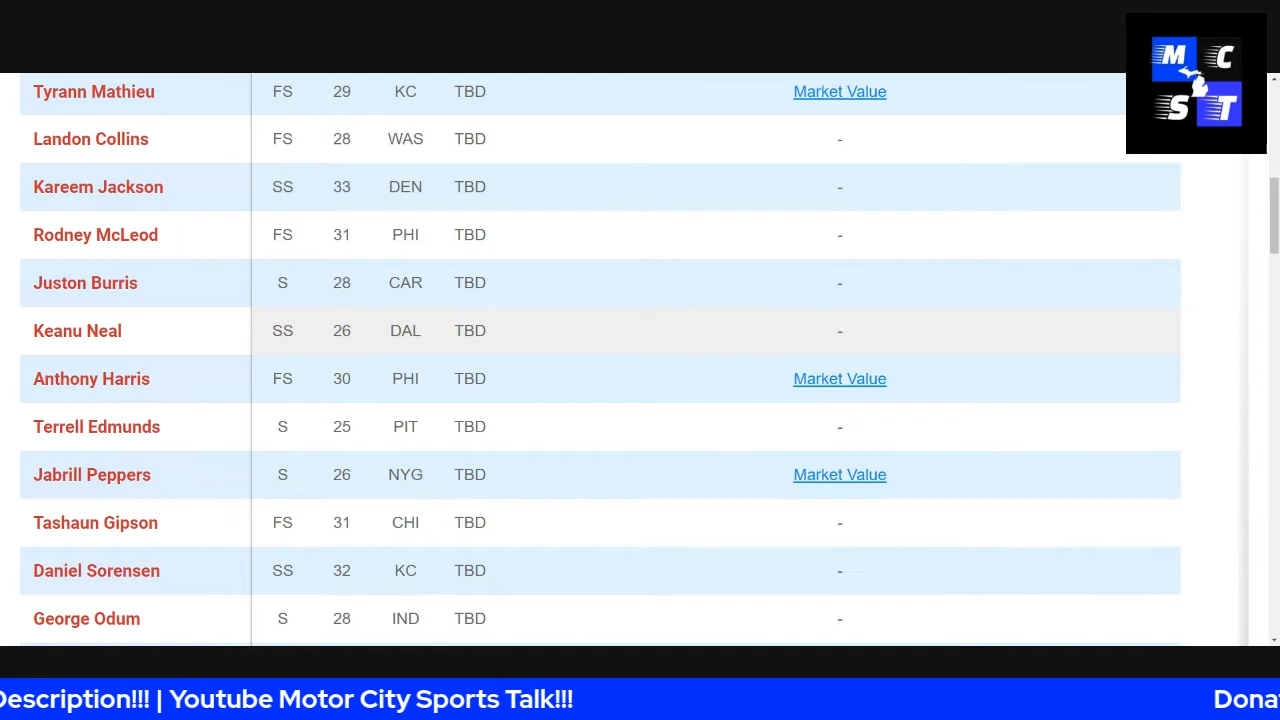 M C
S T
Tyrann Mathieu FS 29 KC TBD Market Value
Landon Collins FS 28 WAS TBD -
Kareem Jackson SS 33 DEN TBD -
Rodney McLeod FS 31 PHI TBD -
Juston Burris S 28 CAR TBD -
Keanu Neal SS 26 DAL TBD -
Anthony Harris FS 30 PHI TBD Market Value
Terrell Edmunds S 25 PIT TBD -
Jabrill Peppers S 26 NYG TBD Market Value
Tashaun Gipson FS 31 CHI TBD -
Daniel Sorensen SS 32 KC TBD -
George Odum S 28 IND TBD -
Description!!! | Youtube Motor City Sports Talk!!! Dona